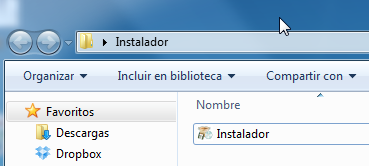 Instalador
Organizar Incluir en biblioteca Compartir con
Favoritos
Descargas
Dropbox
Nombre
Instalador